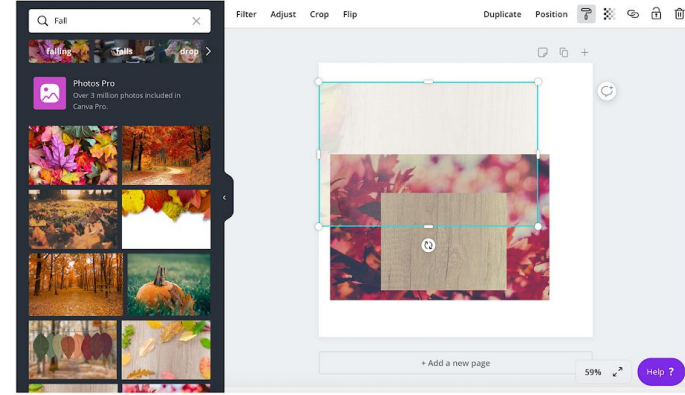 Fall
Filter Adjust Crop Flip Duplicate Position
falling falls drop
Photos Pro
Over 3 million photos included in
Canva Pro.
+ Add a new page
59%
Help ?